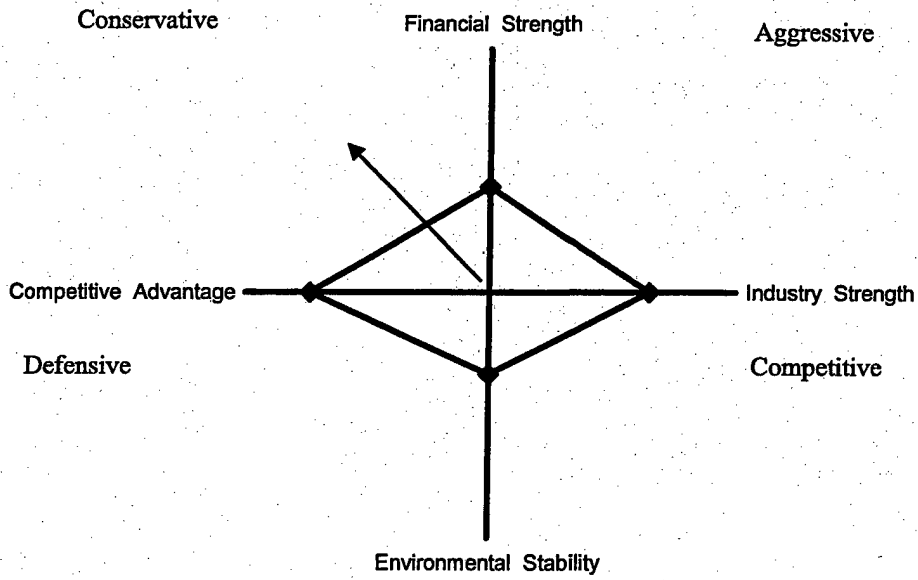 Conservative
Financial Strength
Aggressive
Competitive Advantage
Industry Strength
Defensive
Competitive
Environmental Stability